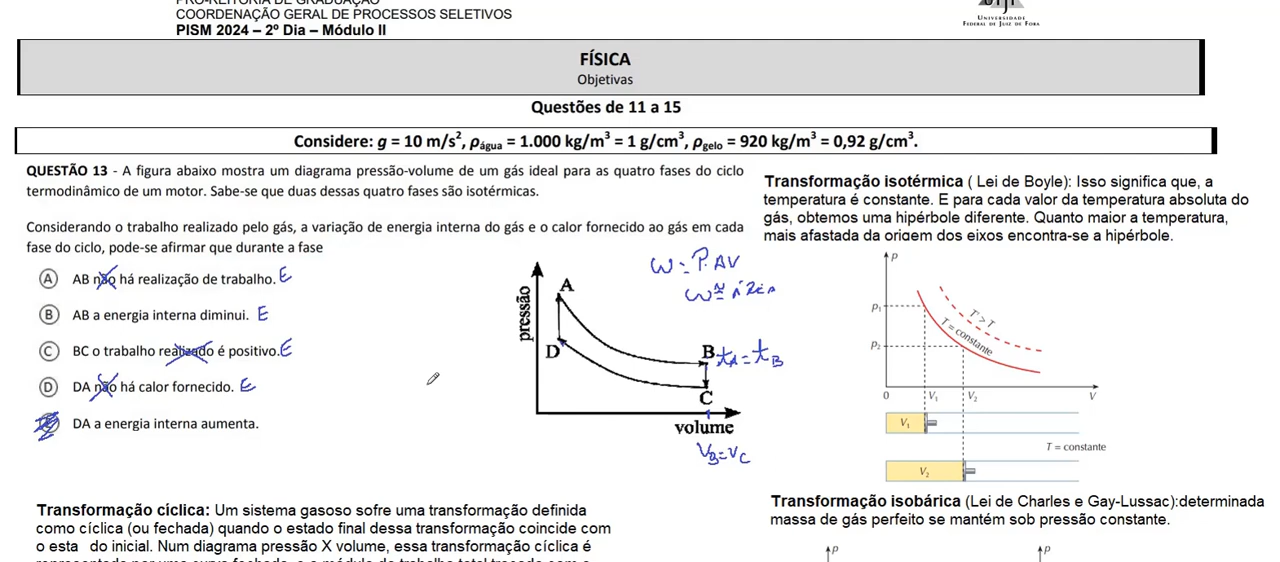 PRÓ-REITORIA DE GRADUAÇÃO
COORDENAÇÃO GERAL DE PROCESSOS SELETIVOS
PISM 2024 – 2º Dia – Módulo II
UNIVERSIDADE
FEDERAL DE JUIZ DE FORA
FÍSICA
Objetivas
Questões de 11 a 15
Considere: g = 10 m/s², ρágua = 1.000 kg/m³ = 1 g/cm³, ρgelo = 920 kg/m³ = 0,92 g/cm³.
QUESTÃO 13 - A figura abaixo mostra um diagrama pressão-volume de um gás ideal para as quatro fases do ciclo
termodinâmico de um motor. Sabe-se que duas dessas quatro fases são isotérmicas.
Considerando o trabalho realizado pelo gás, a variação de energia interna do gás e o calor fornecido ao gás em cada
fase do ciclo, pode-se afirmar que durante a fase
A AB não há realização de trabalho. E
B AB a energia interna diminui. E
C BC o trabalho realizado é positivo. E
D DA não há calor fornecido. E
DA a energia interna aumenta.
pressão
A
B
D
C
volume
tA = tB
VB = VC
W = P. ΔV
Transformação isotérmica ( Lei de Boyle): Isso significa que, a
temperatura é constante. E para cada valor da temperatura absoluta do
gás, obtemos uma hipérbole diferente. Quanto maior a temperatura,
mais afastada da origem dos eixos encontra-se a hipérbole.
p
p₁
p₂
T' > T
T = constante
0
V₁
V₂
V
V₁
T = constante
V₂
Transformação cíclica: Um sistema gasoso sofre uma transformação definida
como cíclica (ou fechada) quando o estado final dessa transformação coincide com
o esta do inicial. Num diagrama pressão X volume, essa transformação cíclica é
Transformação isobárica (Lei de Charles e Gay-Lussac):determinada
massa de gás perfeito se mantém sob pressão constante.
p
p